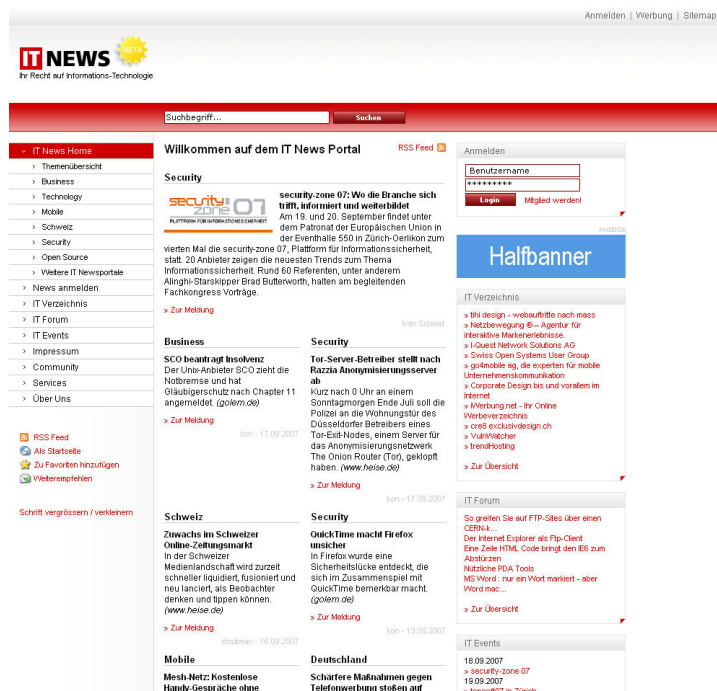 Anmelden | Werbung | Sitemap
IT NEWS BETA
Ihr Recht auf Informations-Technologie
Suchbegriff... Suchen
IT News Home
Themenübersicht
Business
Technology
Mobile
Schweiz
Security
Open Source
Weitere IT Newsportale
News anmelden
IT Verzeichnis
IT Forum
IT Events
Impressum
Community
Services
Über Uns
RSS Feed
Als Startseite
Zu Favoriten hinzufügen
Weiterempfehlen
Schrift vergrössern / verkleinern
Willkommen auf dem IT News Portal
RSS Feed
Security
security-zone 07
PLATTFORM FÜR INFORMATIONSSICHERHEIT
security-zone 07: Wo die Branche sich
trifft, informiert und weiterbildet
Am 19. und 20. September findet unter
dem Patronat der Europäischen Union in
der Eventhalle 550 in Zürich-Oerlikon zum
vierten Mal die security-zone 07, Plattform für Informationssicherheit,
statt. 20 Anbieter zeigen die neuesten Trends zum Thema
Informationssicherheit. Rund 60 Referenten, unter anderem
Alinghi-Starskipper Brad Butterworth, halten am begleitenden
Fachkongress Vorträge.
» Zur Meldung
Ivan Schmid
Business
SCO beantragt Insolvenz
Der Unix-Anbieter SCO zieht die
Notbremse und hat
Gläubigerschutz nach Chapter 11
angemeldet. (golem.de)
» Zur Meldung
kon - 17.09.2007
Security
Tor-Server-Betreiber stellt nach
Razzia Anonymisierungsserver
ab
Kurz nach 0 Uhr an einem
Sonntagmorgen Ende Juli soll die
Polizei an die Wohnungstür des
Düsseldorfer Betreibers eines
Tor-Exit-Nodes, einem Server für
das Anonymisierungsnetzwerk
The Onion Router (Tor), geklopft
haben. (www.heise.de)
» Zur Meldung
kon - 17.09.2007
Schweiz
Zuwachs im Schweizer
Online-Zeitungsmarkt
In der Schweizer
Medienlandschaft wird zurzeit
schneller liquidiert, fusioniert und
neu lanciert, als Beobachter
denken und tippen können.
(www.heise.de)
» Zur Meldung
stoutman - 16.09.2007
Security
QuickTime macht Firefox
unsicher
In Firefox wurde eine
Sicherheitslücke entdeckt, die
sich im Zusammenspiel mit
QuickTime bemerkbar macht.
(golem.de)
» Zur Meldung
kon - 13.09.2007
Mobile
Mesh-Netz: Kostenlose
Handy-Gespräche ohne
Deutschland
Schärfere Maßnahmen gegen
Telefonwerbung stoßen auf
Anmelden
Benutzername
*********
Login Mitglied werden!
ANZEIGE
Halfbanner
IT Verzeichnis
» tihi design - webauftritte nach mass
» Netzbewegung ® – Agentur für
interaktive Markenerlebnisse.
» I-Quest Network Solutions AG
» Swiss Open Systems User Group
» go4mobile ag, die experten für mobile
Unternehmenskommunikation
» Corporate Design bis und vorallem im
Internet
» iWerbung.net - Ihr Online
Werbeverzeichnis
» cre8 exclusivdesign.ch
» VulnWatcher
» trendHosting
» Zur Übersicht
IT Forum
So greifen Sie auf FTP-Sites über einen
CERN-k...
Der Internet Explorer als Ftp-Client
Eine Zeile HTML Code bringt den IE6 zum
Abstürzen
Nützliche PDA Tools
MS Word : nur ein Wort markiert - aber
Word mac...
» Zur Übersicht
IT Events
18.09.2007
» security-zone 07
19.09.2007
» topsoft07 in Zürich